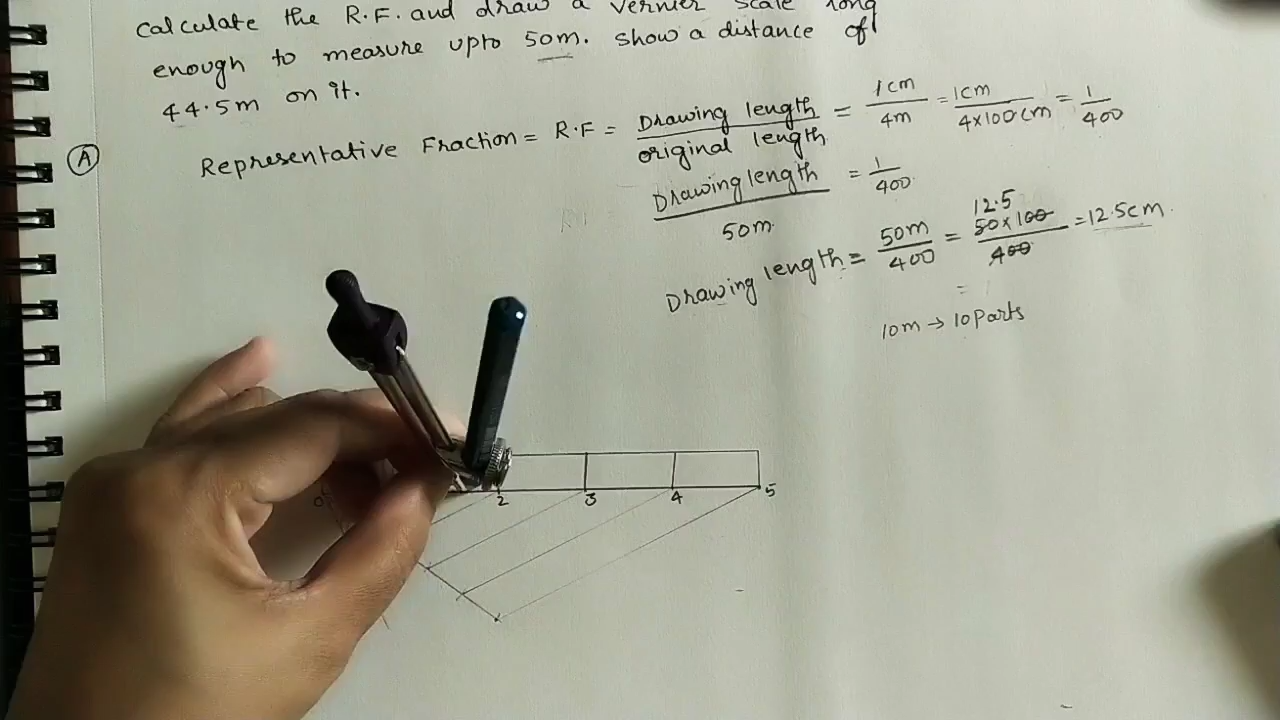 calculate the R.F. and draw a Vernier scale long
enough to measure upto 50m. show a distance of
44.5m on it.
A
Representative Fraction = R.F = Drawing length / original length = 1cm / 4m = 1cm / 4x100cm = 1 / 400
Drawing length / 50m = 1 / 400
Drawing length = 50m / 400 = 50x100 / 400 = 12.5cm.
12.5
=
10m → 10 Parts
0 2 3 4 5